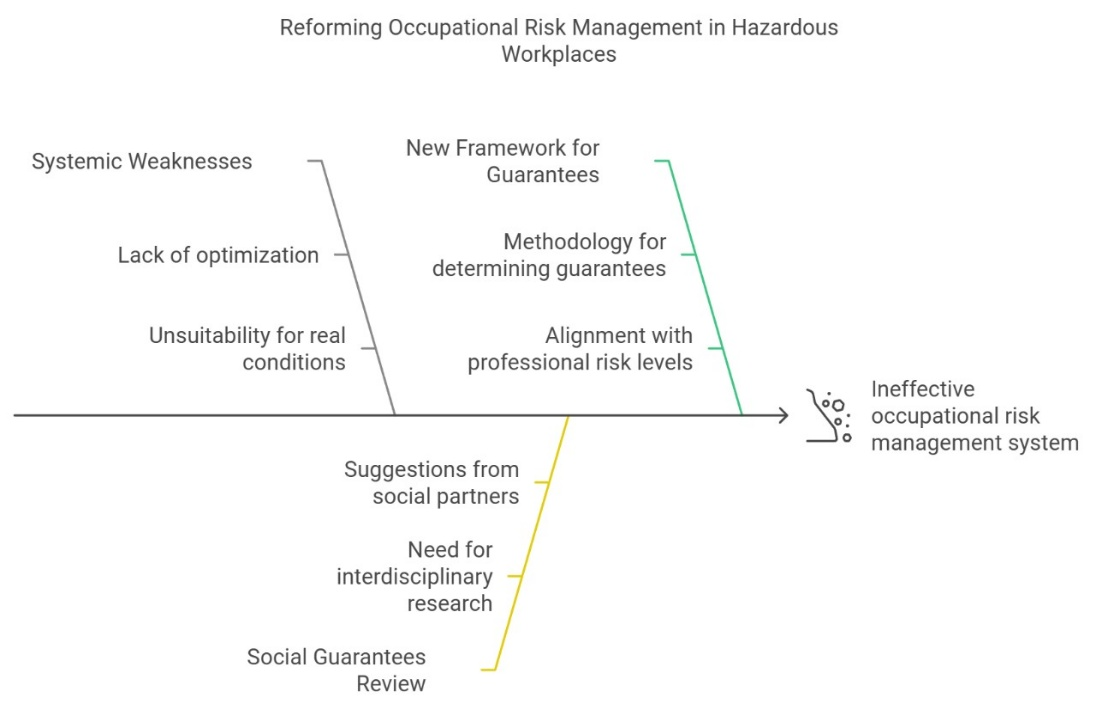 Reforming Occupational Risk Management in Hazardous
Workplaces
Systemic Weaknesses
Lack of optimization
Unsuitability for real
conditions
New Framework for
Guarantees
Methodology for
determining guarantees
Alignment with
professional risk levels
Ineffective
occupational risk
management system
Suggestions from
social partners
Need for
interdisciplinary
research
Social Guarantees
Review